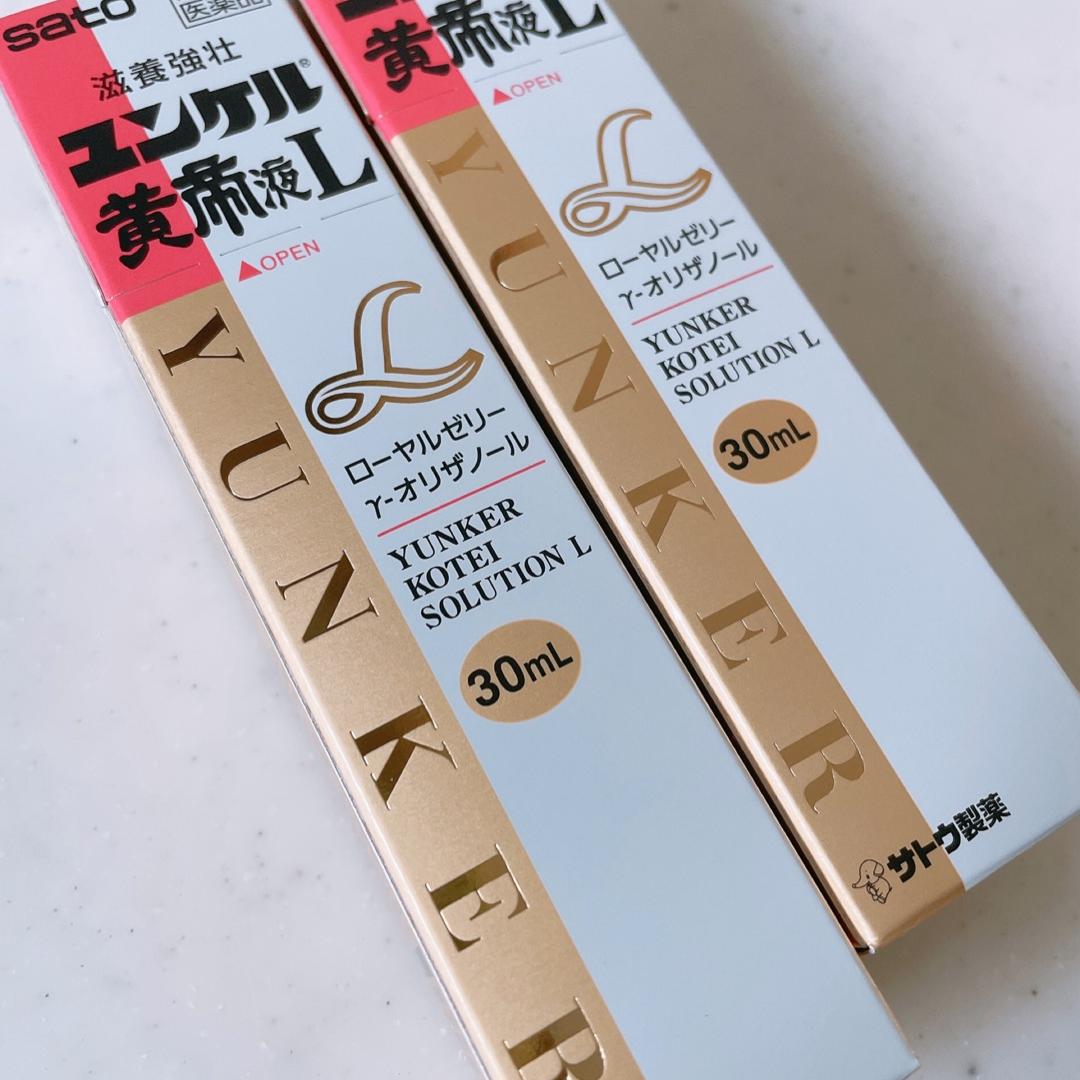 sato
医薬品
滋養強壮
ユンケル®
黄帝液L
▲OPEN
ローヤルゼリー
γ-オリザノール
YUNKER
KOTEI
SOLUTION L
30mL
YUNKER
黄帝液L
▲OPEN
ローヤルゼリー
γ-オリザノール
YUNKER
KOTEI
SOLUTION L
30mL
YUNKER
サトウ製薬